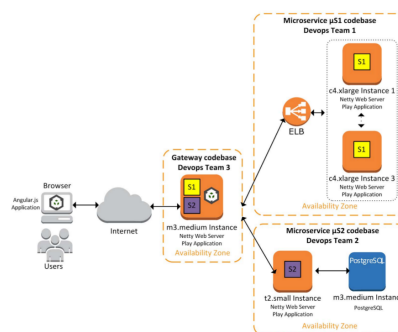 Microservice µS1 codebase
Devops Team 1
S1
c4.xlarge Instance 1
Netty Web Server
Play Application
ELB
S1
c4.xlarge Instance 3
Netty Web Server
Play Application
Availability Zone
Gateway codebase
Devops Team 3
S1
S2
m3.medium Instance
Netty Web Server
Play Application
Availability Zone
Browser
Angular.js
Application
Users
Internet
Microservice µS2 codebase
Devops Team 2
S2
t2.small Instance
Netty Web Server
Play Application
PostgreSQL
m3.medium Instanc
PostgreSQL
Availability Zone